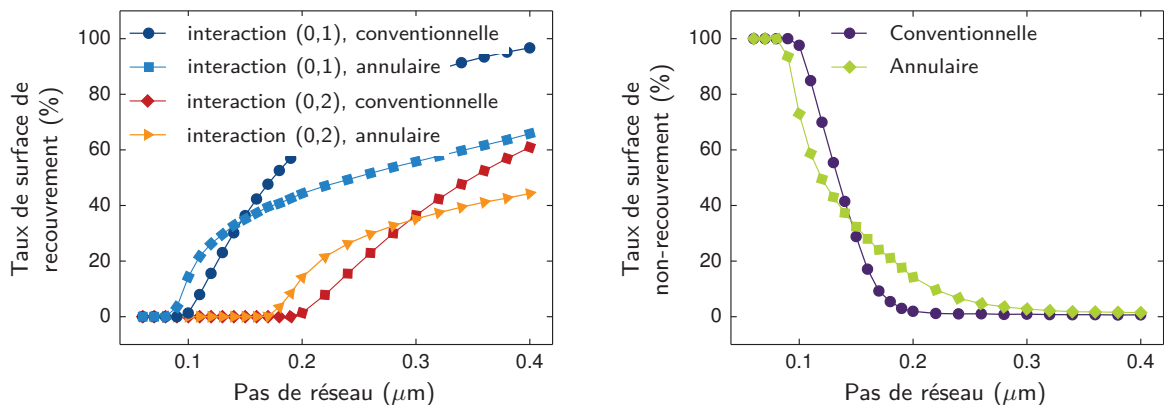 Taux de surface de
recouvrement (%)
100
80
60
40
20
0
interaction (0,1), conventionnelle
interaction (0,1), annulaire
interaction (0,2), conventionnelle
interaction (0,2), annulaire
0.1 0.2 0.3 0.4
Pas de réseau (μm)
Taux de surface de
non-recouvrement (%)
100
80
60
40
20
0
Conventionnelle
Annulaire
0.1 0.2 0.3 0.4
Pas de réseau (μm)